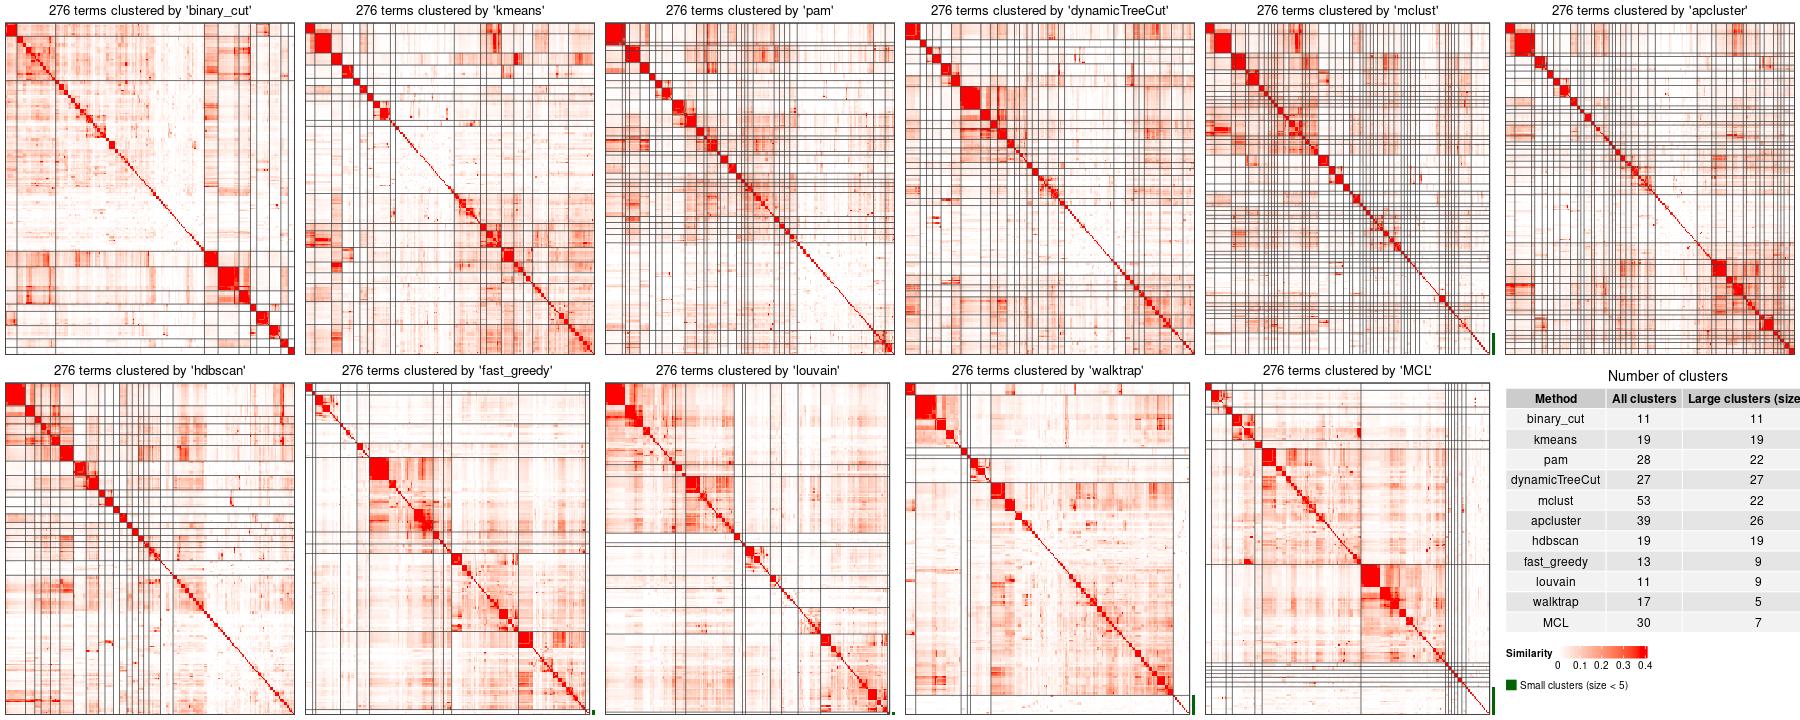 276 terms clustered by 'binary_cut'
276 terms clustered by 'kmeans'
276 terms clustered by 'pam'
276 terms clustered by 'dynamicTreeCut'
276 terms clustered by 'mclust'
276 terms clustered by 'apcluster'
276 terms clustered by 'hdbscan'
276 terms clustered by 'fast_greedy'
276 terms clustered by 'louvain'
276 terms clustered by 'walktrap'
276 terms clustered by 'MCL'
Number of clusters
Method All clusters Large clusters (size
binary_cut 11 11
kmeans 19 19
pam 28 22
dynamicTreeCut 27 27
mclust 53 22
apcluster 39 26
hdbscan 19 19
fast_greedy 13 9
louvain 11 9
walktrap 17 5
MCL 30 7
Similarity
0 0.1 0.2 0.3 0.4
Small clusters (size < 5)